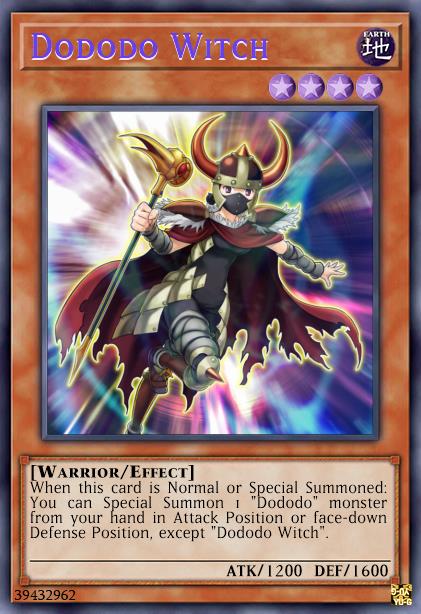 Dododo Witch
EARTH
地
[Warrior/Effect]
When this card is Normal or Special Summoned:
You can Special Summon 1 "Dododo" monster
from your hand in Attack Position or face-down
Defense Position, except "Dododo Witch".
ATK/1200 DEF/1600
39432962